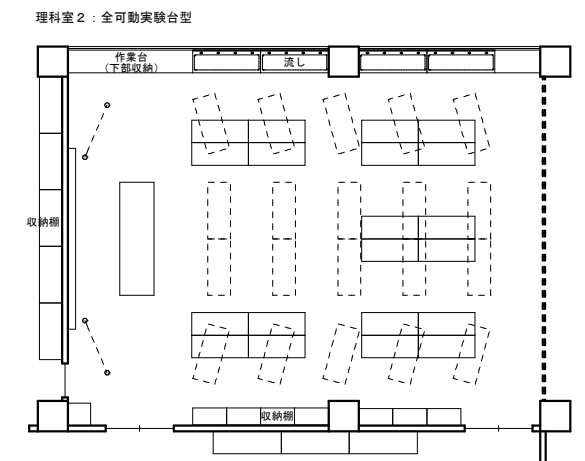 理科室２：全可動実験台型
作業台
（下部収納）
流し
収納棚
収納棚